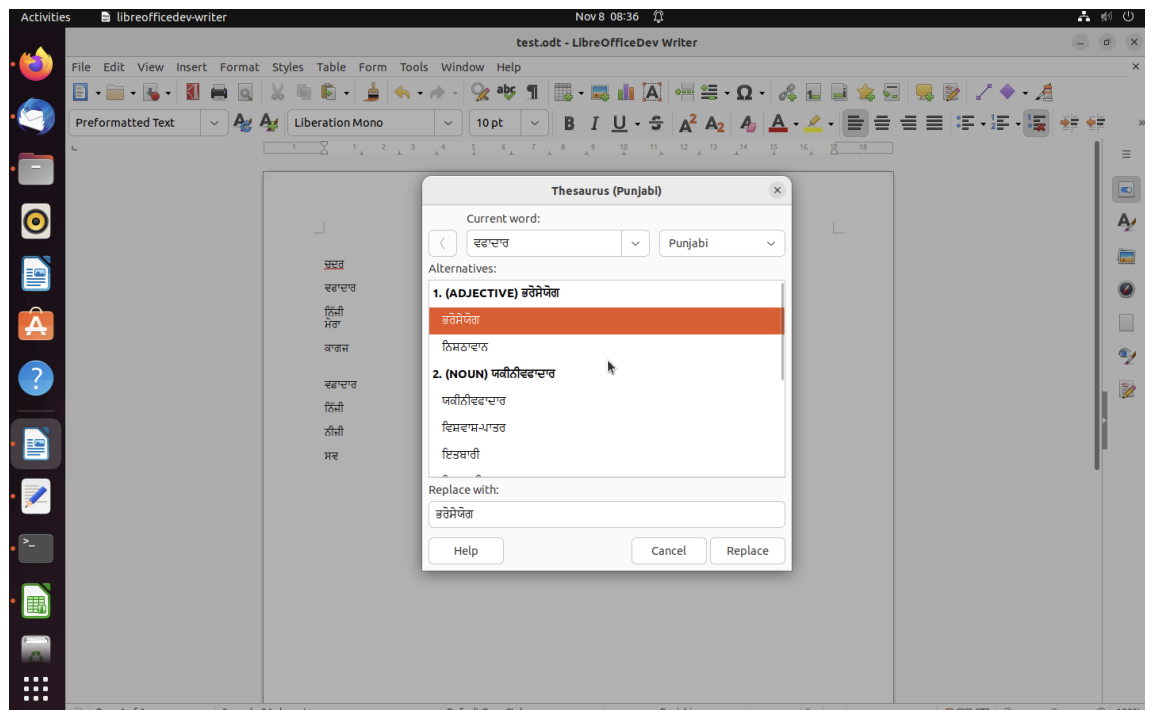 Activities libreofficedev-writer Nov 8 08:36
test.odt - LibreOfficeDev Writer
File Edit View Insert Format Styles Table Form Tools Window Help
Preformatted Text Liberation Mono 10 pt
Thesaurus (Punjabi)
Current word:
ਵਫਾਦਾਰ Punjabi
Alternatives:
1. (ADJECTIVE) ਭਰੋਸੇਯੋਗ
ਭਰੋਸੇਯੋਗ
ਨਿਸ਼ਠਾਵਾਨ
2. (NOUN) ਯਕੀਨੀਵਫਾਦਾਰ
ਯਕੀਨੀਵਫਾਦਾਰ
ਵਿਸ਼ਵਾਸ਼-ਪਾਤਰ
ਇਤਬਾਰੀ
Replace with:
ਭਰੋਸੇਯੋਗ
Help Cancel Replace
ਵਫਾਦਾਰ
ਨਿੱਜੀ
ਮੇਰਾ
ਕਾਗਜ
ਵਫਾਦਾਰ
ਨਿੱਜੀ
ਨੀਜੀ
ਸਵ